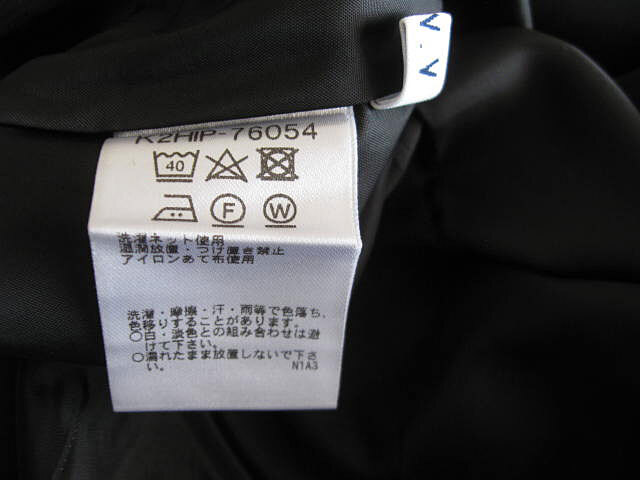 K2HIP-76054
40
F W
洗濯ネット使用
湿潤放置・つけ置き禁止
アイロンあて布使用
洗濯・摩擦・汗・雨等で色落ち、
色移りすることがあります。
○白・淡色との組み合わせは避
けて下さい。
○濡れたまま放置しないで下さ
い。 N1A3